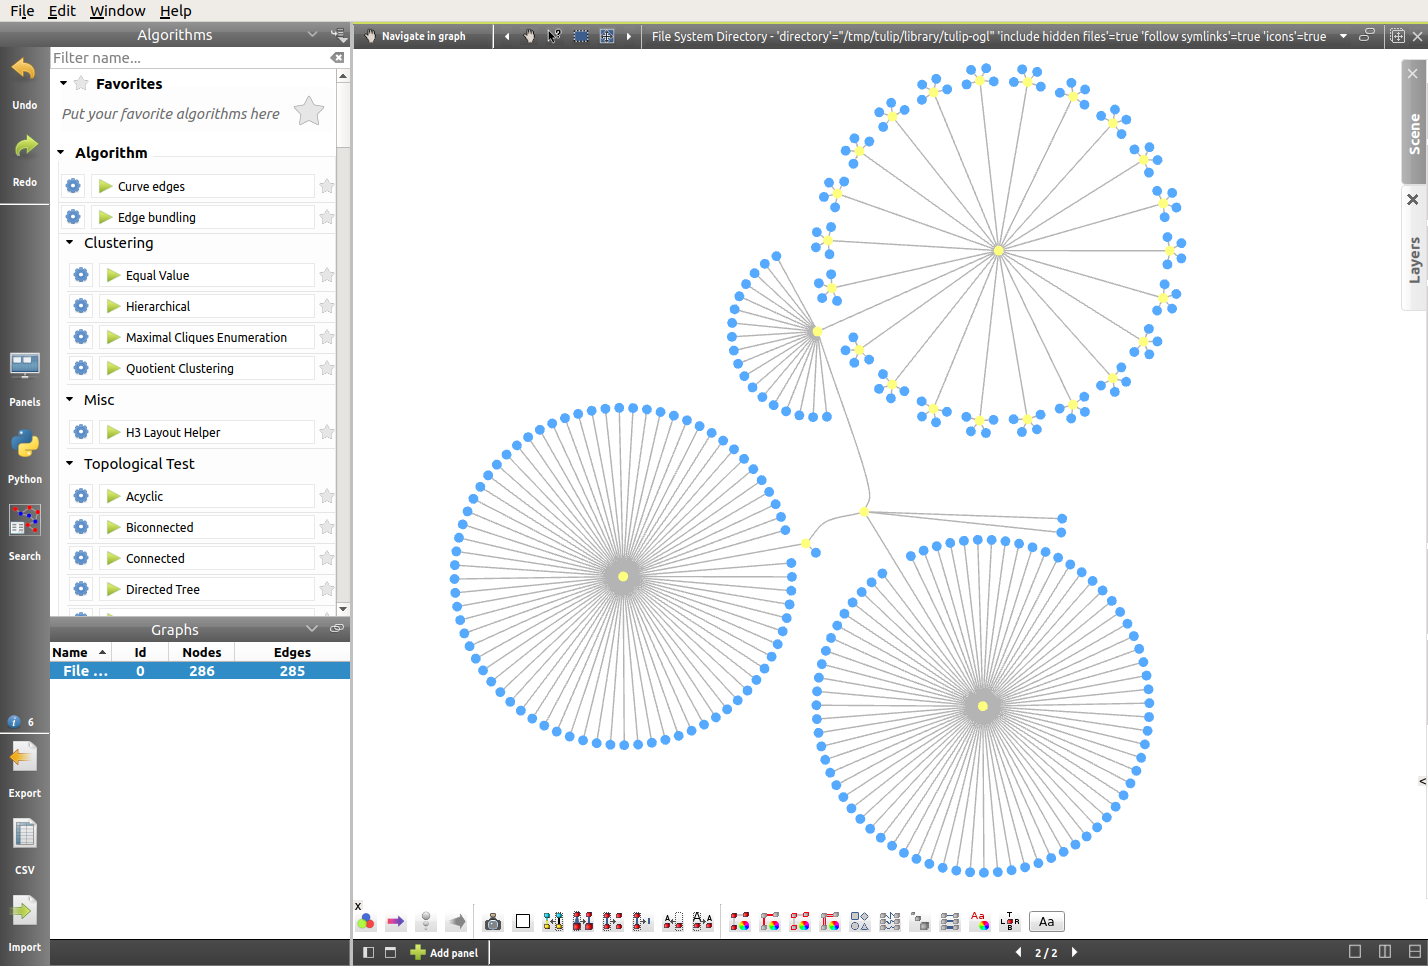 File Edit Window Help
Algorithms
Navigate in graph
File System Directory - 'directory'="/tmp/tulip/library/tulip-ogl" 'include hidden files'=true 'follow symlinks'=true 'icons'=true
Filter name...
Undo
Redo
Panels
Python
Search
6
Export
CSV
Import
Favorites
Put your favorite algorithms here
Algorithm
Curve edges
Edge bundling
Clustering
Equal Value
Hierarchical
Maximal Cliques Enumeration
Quotient Clustering
Misc
H3 Layout Helper
Topological Test
Acyclic
Biconnected
Connected
Directed Tree
Graphs
Name Id Nodes Edges
File ... 0 286 285
Scene
Layers
<
x
Aa
Add panel
2 / 2